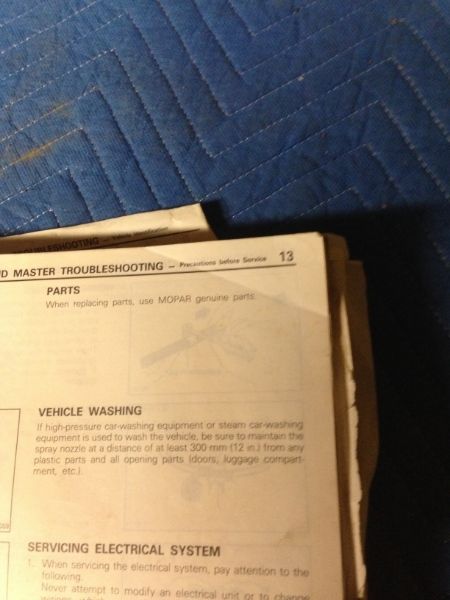 TROUBLESHOOTING — Vehicle Identification
MASTER TROUBLESHOOTING — Precautions before Service 13
PARTS
When replacing parts, use MOPAR genuine parts.
VEHICLE WASHING
If high-pressure car-washing equipment or steam car-washing
equipment is used to wash the vehicle, be sure to maintain the
spray nozzle at a distance of at least 300 mm (12 in.) from any
plastic parts and all opening parts (doors, luggage compart-
ment, etc.).
SERVICING ELECTRICAL SYSTEM
1. When servicing the electrical system, pay attention to the
following.
Never attempt to modify an electrical unit or to change